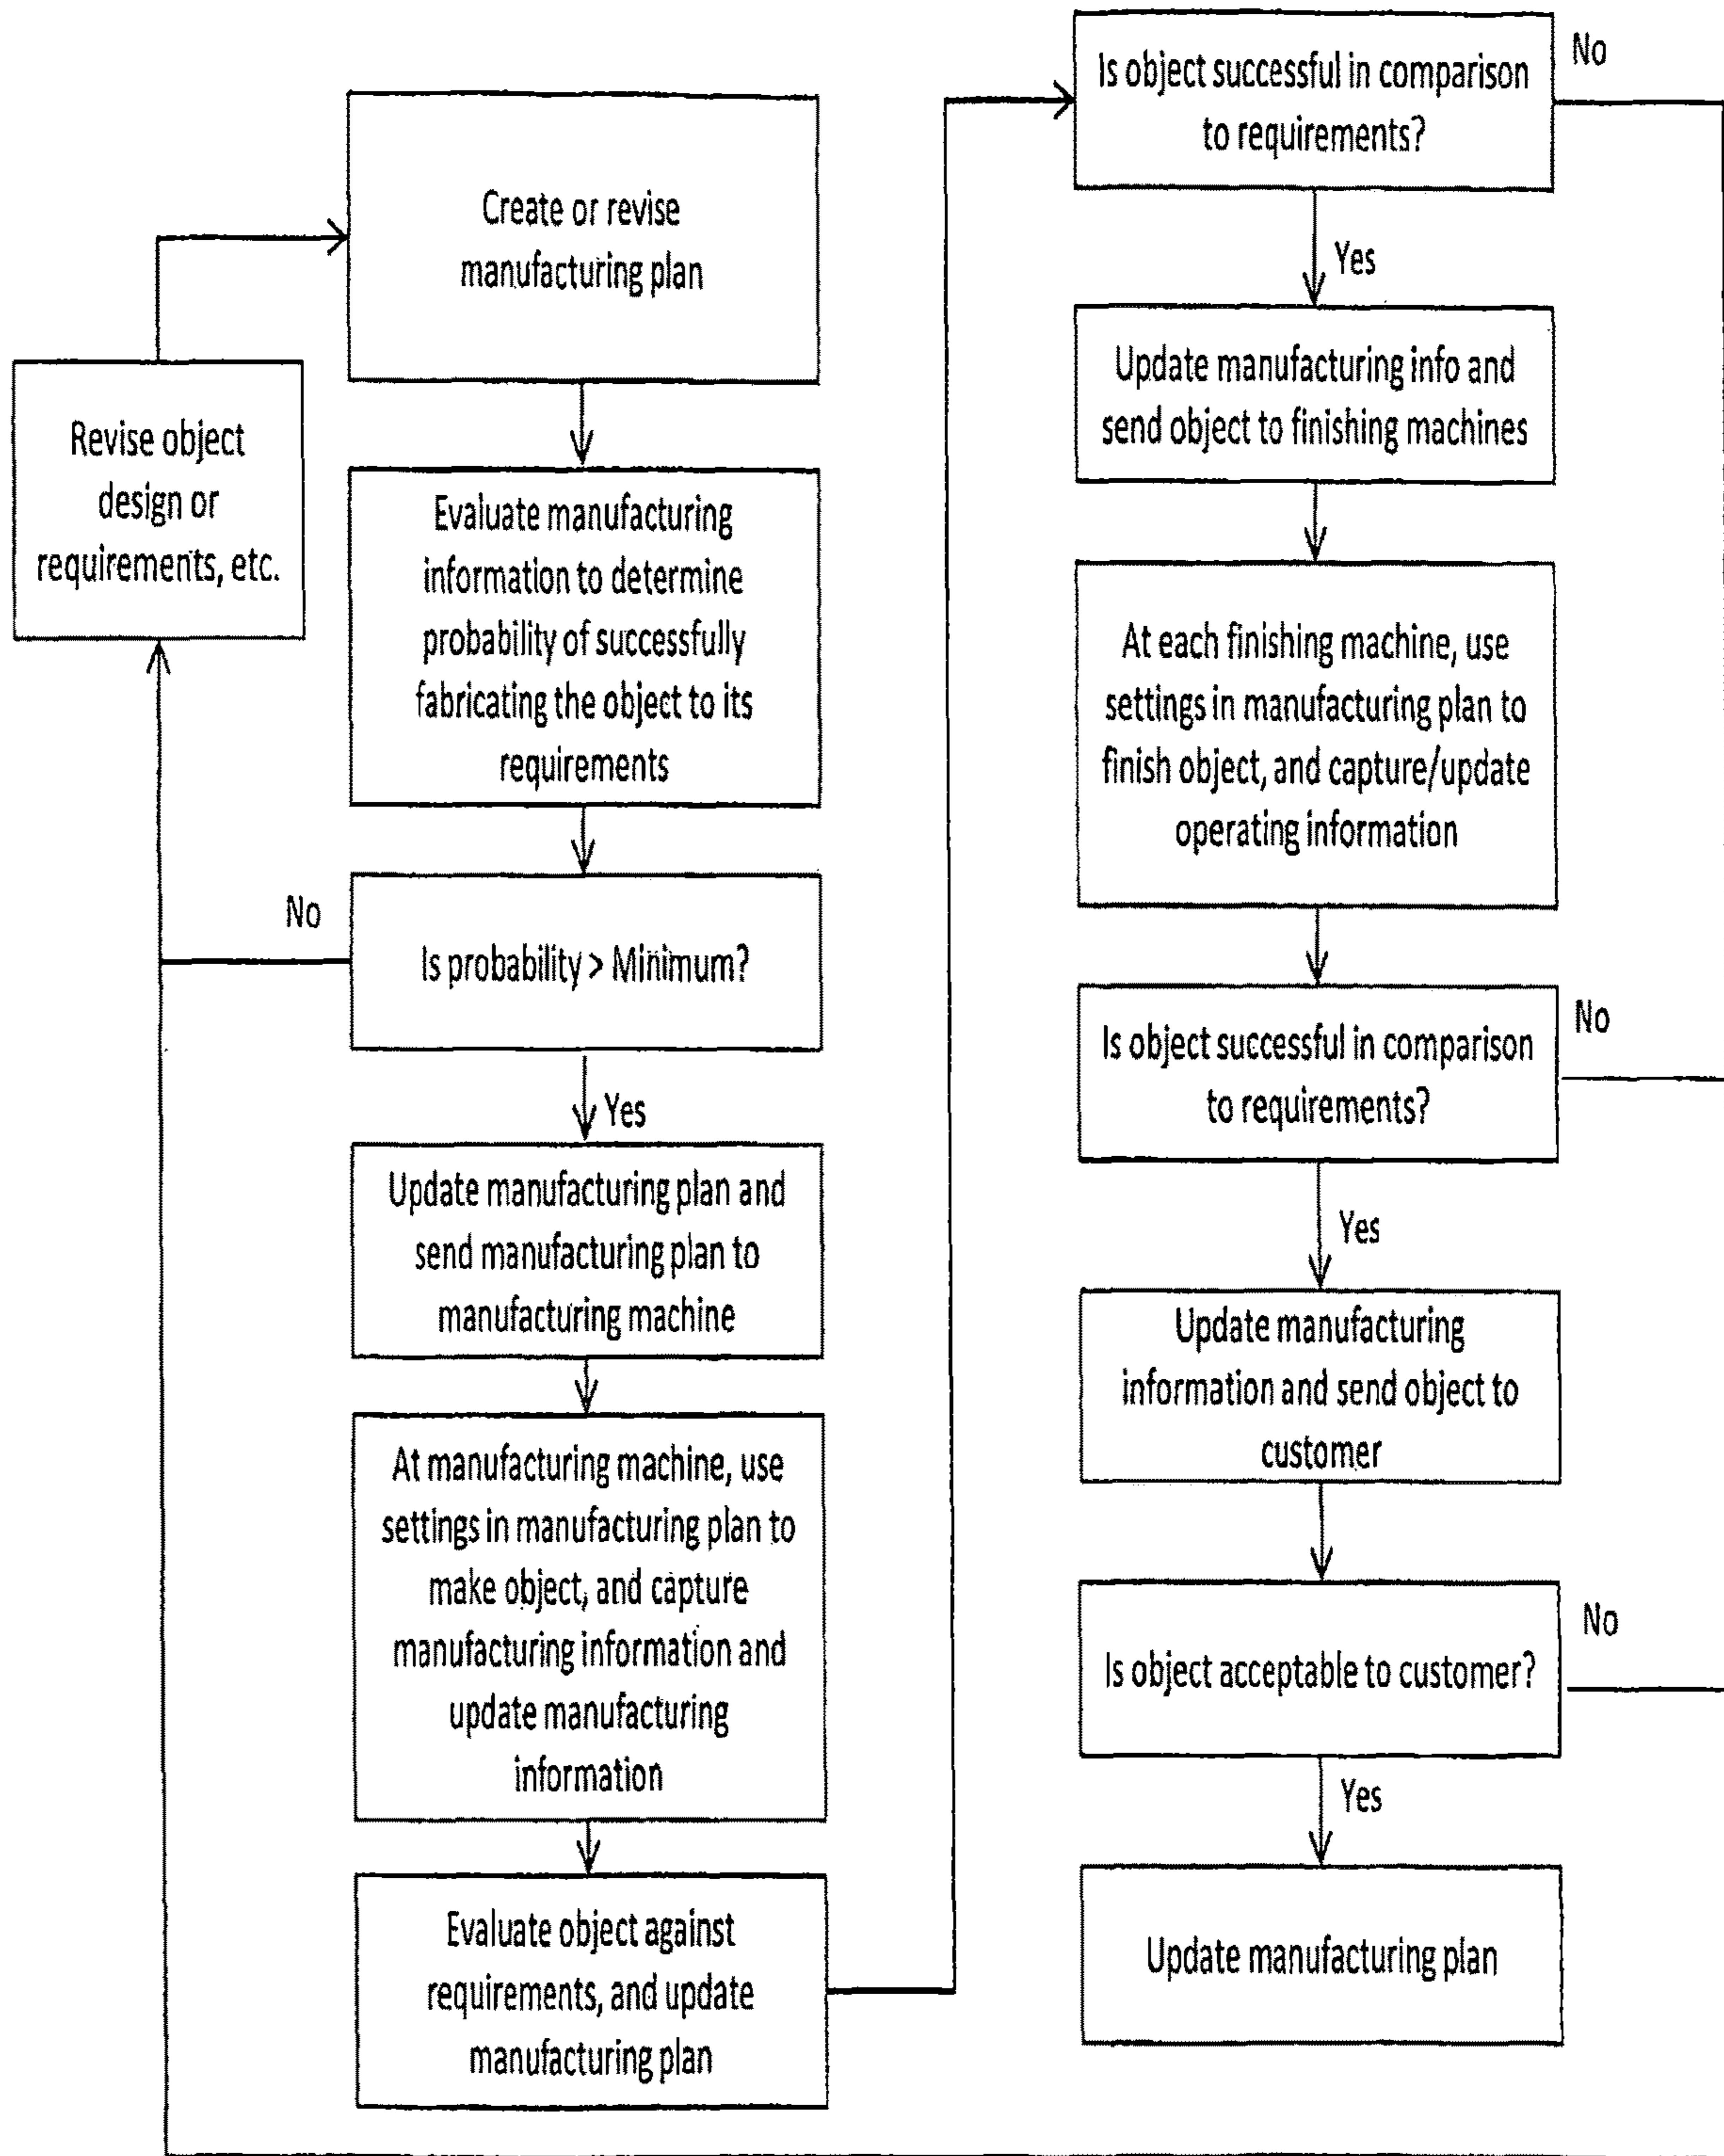 Create or revise
manufacturing plan
Revise object
design or
requirements, etc.
Evaluate manufacturing
information to determine
probability of successfully
fabricating the object to its
requirements
No
Is probability > Minimum?
Yes
Update manufacturing plan and
send manufacturing plan to
manufacturing machine
At manufacturing machine, use
settings in manufacturing plan to
make object, and capture
manufacturing information and
update manufacturing
information
Evaluate object against
requirements, and update
manufacturing plan
Is object successful in comparison
to requirements?
No
Yes
Update manufacturing info and
send object to finishing machines
At each finishing machine, use
settings in manufacturing plan to
finish object, and capture/update
operating information
Is object successful in comparison
to requirements?
No
Yes
Update manufacturing
information and send object to
customer
Is object acceptable to customer?
No
Yes
Update manufacturing plan